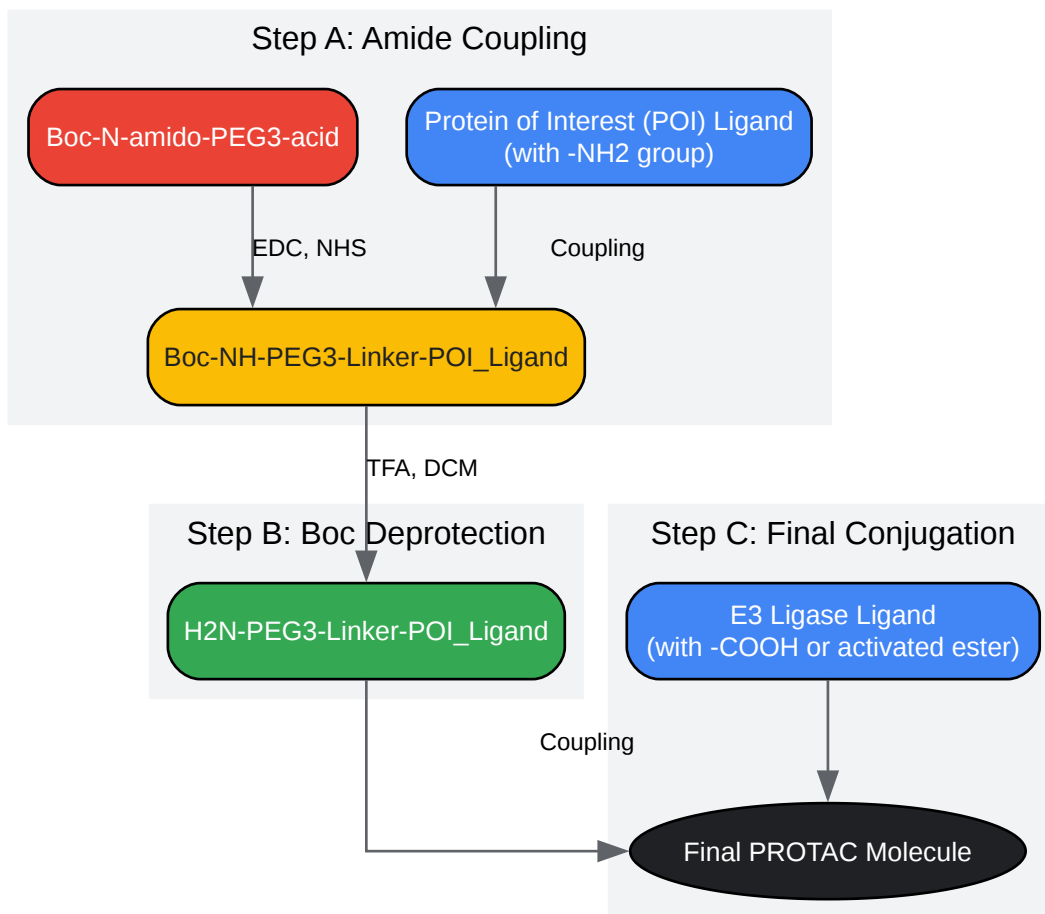 Step A: Amide Coupling
Boc-N-amido-PEG3-acid
Protein of Interest (POI) Ligand
(with -NH2 group)
EDC, NHS
Coupling
Boc-NH-PEG3-Linker-POI_Ligand
TFA, DCM
Step B: Boc Deprotection
Step C: Final Conjugation
H2N-PEG3-Linker-POI_Ligand
E3 Ligase Ligand
(with -COOH or activated ester)
Coupling
Final PROTAC Molecule